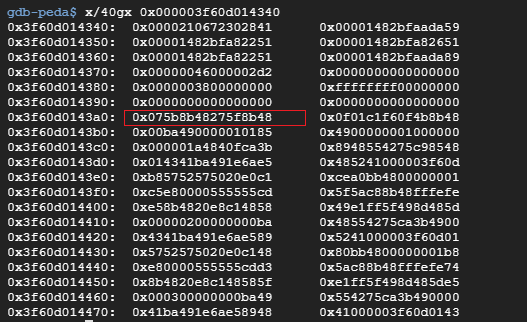 gdb-peda$ x/40gx 0x000003f60d014340
0x3f60d014340: 0x0000210672302841 0x00001482bfaada59
0x3f60d014350: 0x00001482bfa82251 0x00001482bfa82651
0x3f60d014360: 0x00001482bfa82251 0x00001482bfaada89
0x3f60d014370: 0x00000046000002d2 0x0000000000000000
0x3f60d014380: 0x0000003800000000 0xffffffff00000000
0x3f60d014390: 0x0000000000000000 0x0000000000000000
0x3f60d0143a0: 0x075b8b48275f8b48 0x0f01c1f60f4b8b48
0x3f60d0143b0: 0x00ba490000010185 0x4900000001000000
0x3f60d0143c0: 0x000001a4840fca3b 0x8948554275c98548
0x3f60d0143d0: 0x014341ba491e6ae5 0x485241000003f60d
0x3f60d0143e0: 0xb85752575020e0c1 0xcea0bb4800000001
0x3f60d0143f0: 0xc5e800005555555cd 0x5f5ac88b48fffefe
0x3f60d014400: 0xe58b4820e8c14858 0x49e1ff5f498d485d
0x3f60d014410: 0x00000200000000ba 0x48554275ca3b4900
0x3f60d014420: 0x4341ba491e6ae589 0x5241000003f60d01
0x3f60d014430: 0x5752575020e0c148 0x80bb4800000001b8
0x3f60d014440: 0xe80000555555cdd3 0x5ac88b48fffefe74
0x3f60d014450: 0x8b4820e8c148585f 0xe1ff5f498d485de5
0x3f60d014460: 0x000300000000ba49 0x554275ca3b490000
0x3f60d014470: 0x41ba491e6ae58948 0x41000003f60d0143